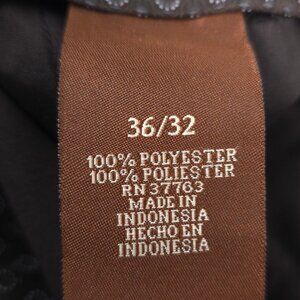 36/32
100% POLYESTER
100% POLIESTER
RN 37763
MADE IN
INDONESIA
HECHO EN
INDONESIA